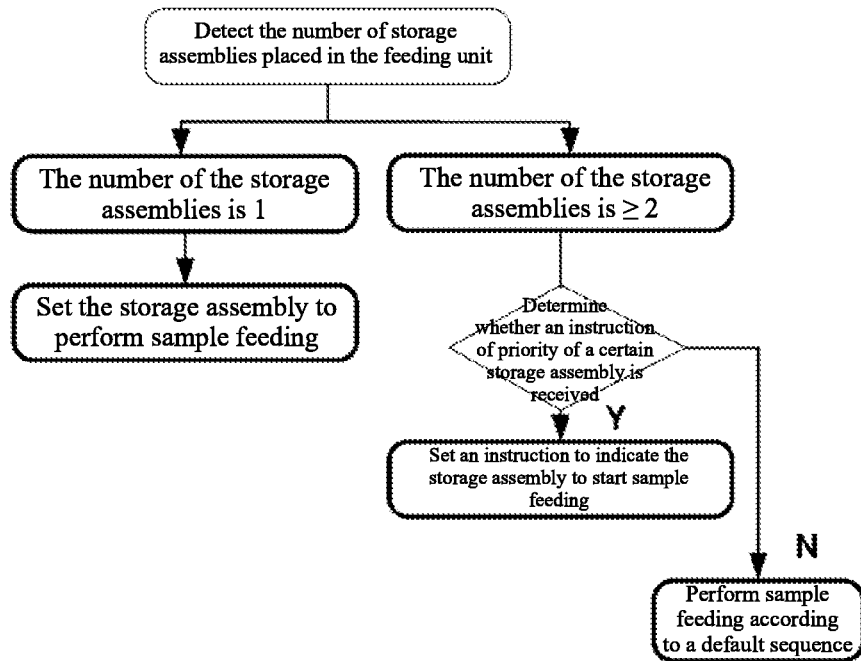 Detect the number of storage
assemblies placed in the feeding unit
The number of the storage
assemblies is 1
The number of the storage
assemblies is ≥ 2
Set the storage assembly to
perform sample feeding
Determine
whether an instruction
of priority of a certain
storage assembly is
received
Y
Set an instruction to indicate the
storage assembly to start sample
feeding
N
Perform sample
feeding according
to a default sequence